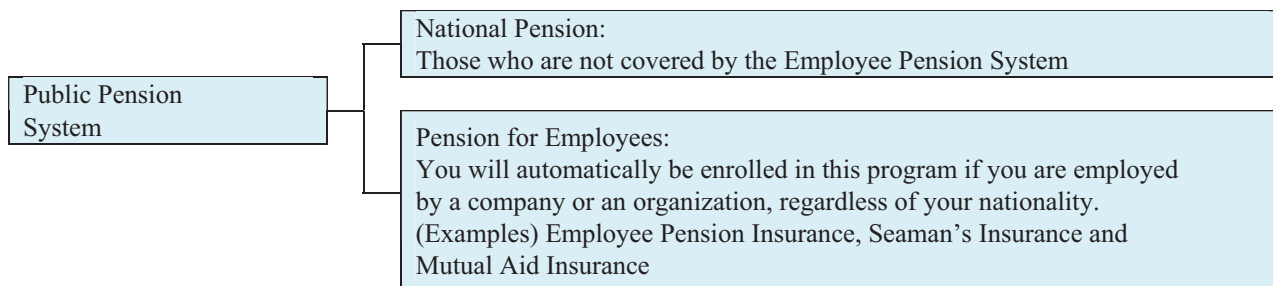 Public Pension
System
National Pension:
Those who are not covered by the Employee Pension System
Pension for Employees:
You will automatically be enrolled in this program if you are employed
by a company or an organization, regardless of your nationality.
(Examples) Employee Pension Insurance, Seaman’s Insurance and
Mutual Aid Insurance